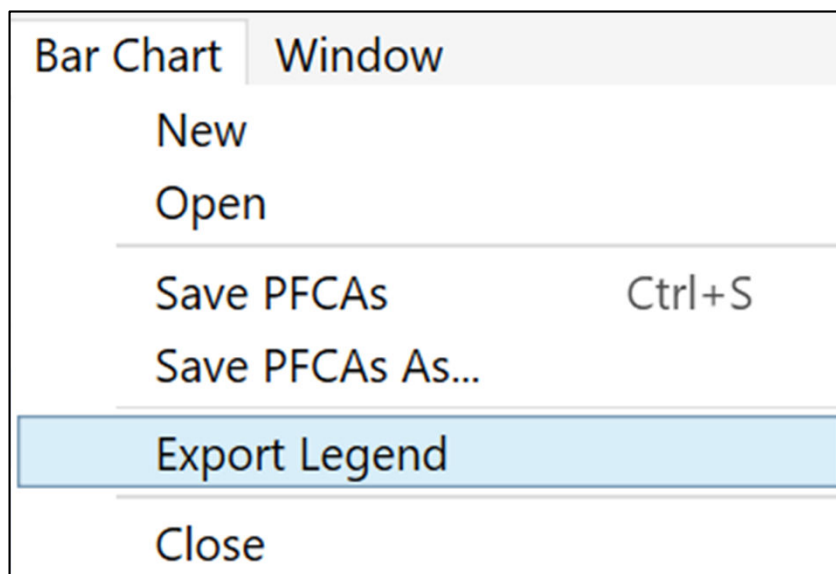 Bar Chart Window
New
Open
Save PFCAs Ctrl+S
Save PFCAs As...
Export Legend
Close